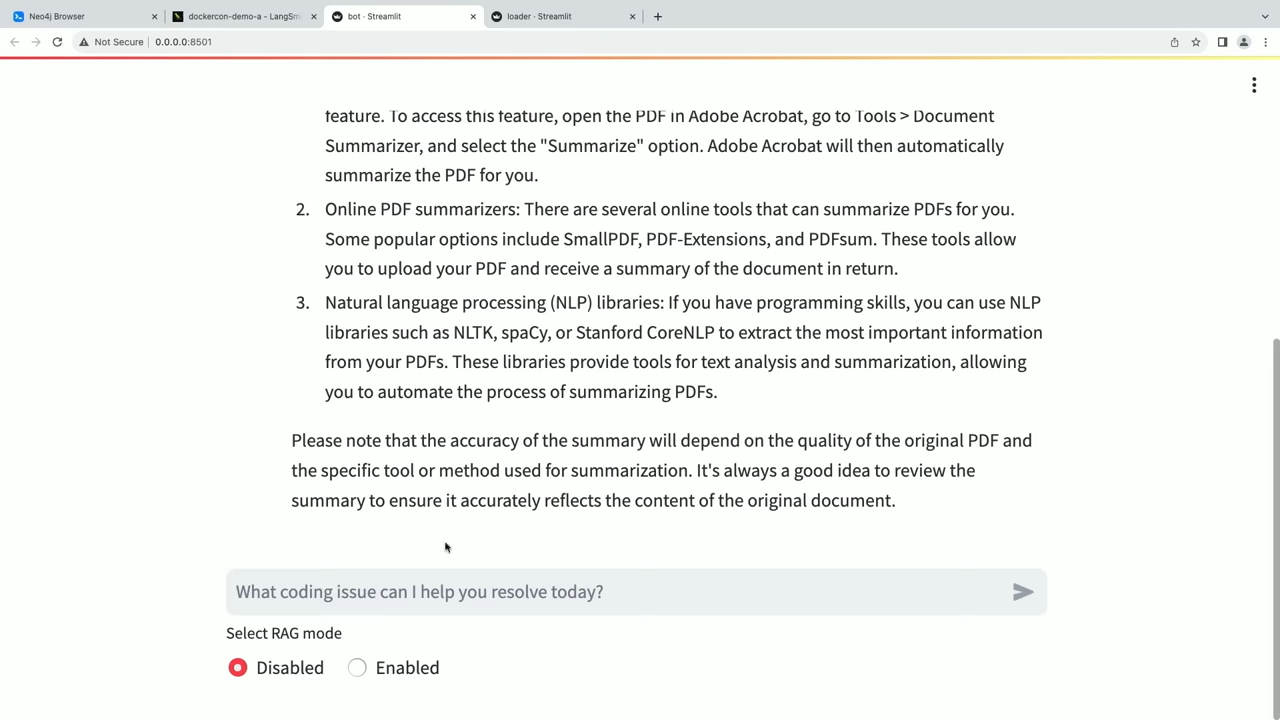 Neo4j Browser
dockercon-demo-a - LangSmi
bot · Streamlit
loader · Streamlit
Not Secure
0.0.0.0:8501
feature. To access this feature, open the PDF in Adobe Acrobat, go to Tools > Document
Summarizer, and select the "Summarize" option. Adobe Acrobat will then automatically
summarize the PDF for you.
2. Online PDF summarizers: There are several online tools that can summarize PDFs for you.
Some popular options include SmallPDF, PDF-Extensions, and PDFsum. These tools allow
you to upload your PDF and receive a summary of the document in return.
3. Natural language processing (NLP) libraries: If you have programming skills, you can use NLP
libraries such as NLTK, spaCy, or Stanford CoreNLP to extract the most important information
from your PDFs. These libraries provide tools for text analysis and summarization, allowing
you to automate the process of summarizing PDFs.
Please note that the accuracy of the summary will depend on the quality of the original PDF and
the specific tool or method used for summarization. It's always a good idea to review the
summary to ensure it accurately reflects the content of the original document.
What coding issue can I help you resolve today?
Select RAG mode
Disabled
Enabled